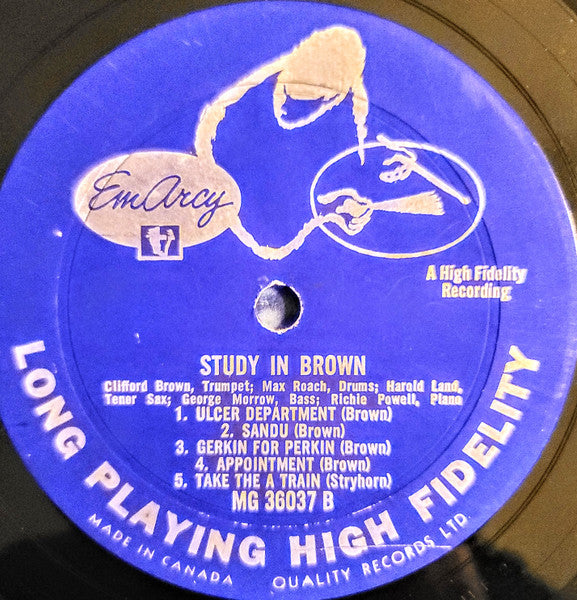 EmArcy
A High Fidelity
Recording
STUDY IN BROWN
Clifford Brown, Trumpet; Max Roach, Drums; Harold Land,
Tenor Sax; George Morrow, Bass; Richie Powell, Piano
1. ULCER DEPARTMENT (Brown)
2. SANDU (Brown)
3. GERKIN FOR PERKIN (Brown)
4. APPOINTMENT (Brown)
5. TAKE THE A TRAIN (Stryhorn)
MG 36037 B
LONG PLAYING HIGH FIDELITY
MADE IN CANADA QUALITY RECORDS LTD.